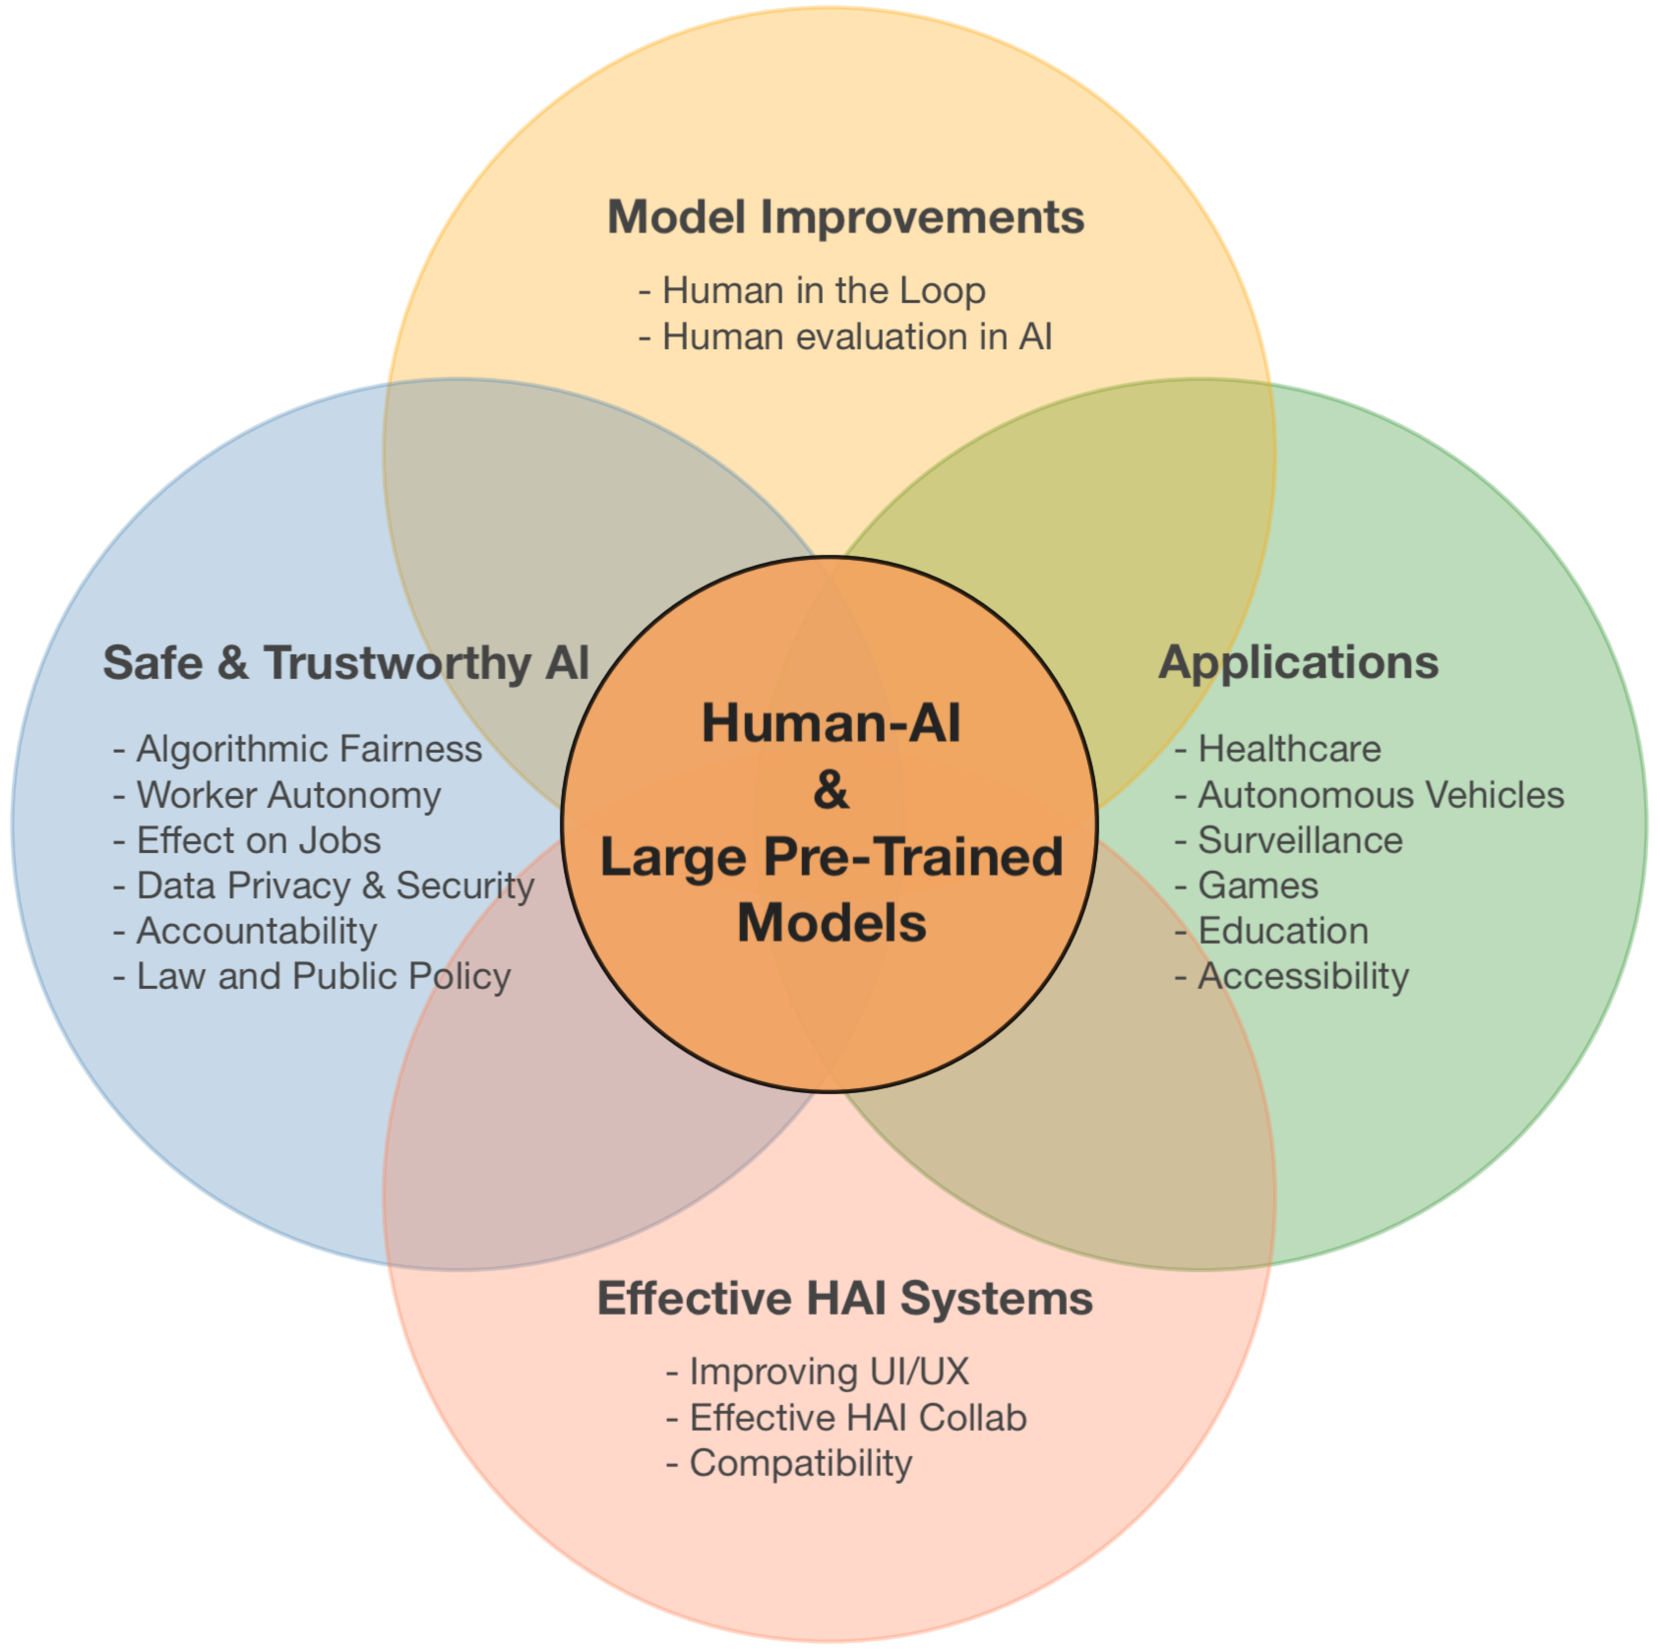 Model Improvements
- Human in the Loop
- Human evaluation in AI
Safe & Trustworthy AI
- Algorithmic Fairness
- Worker Autonomy
- Effect on Jobs
- Data Privacy & Security
- Accountability
- Law and Public Policy
Human-AI
&
Large Pre-Trained
Models
Applications
- Healthcare
- Autonomous Vehicles
- Surveillance
- Games
- Education
- Accessibility
Effective HAI Systems
- Improving UI/UX
- Effective HAI Collab
- Compatibility